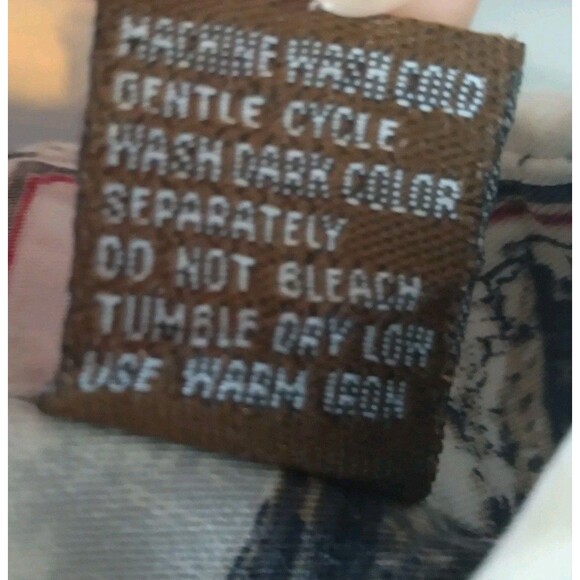 MACHINE WASH COLD
GENTLE CYCLE
WASH DARK COLOR
SEPARATELY
DO NOT BLEACH
TUMBLE DRY LOW
USE WARM IRON